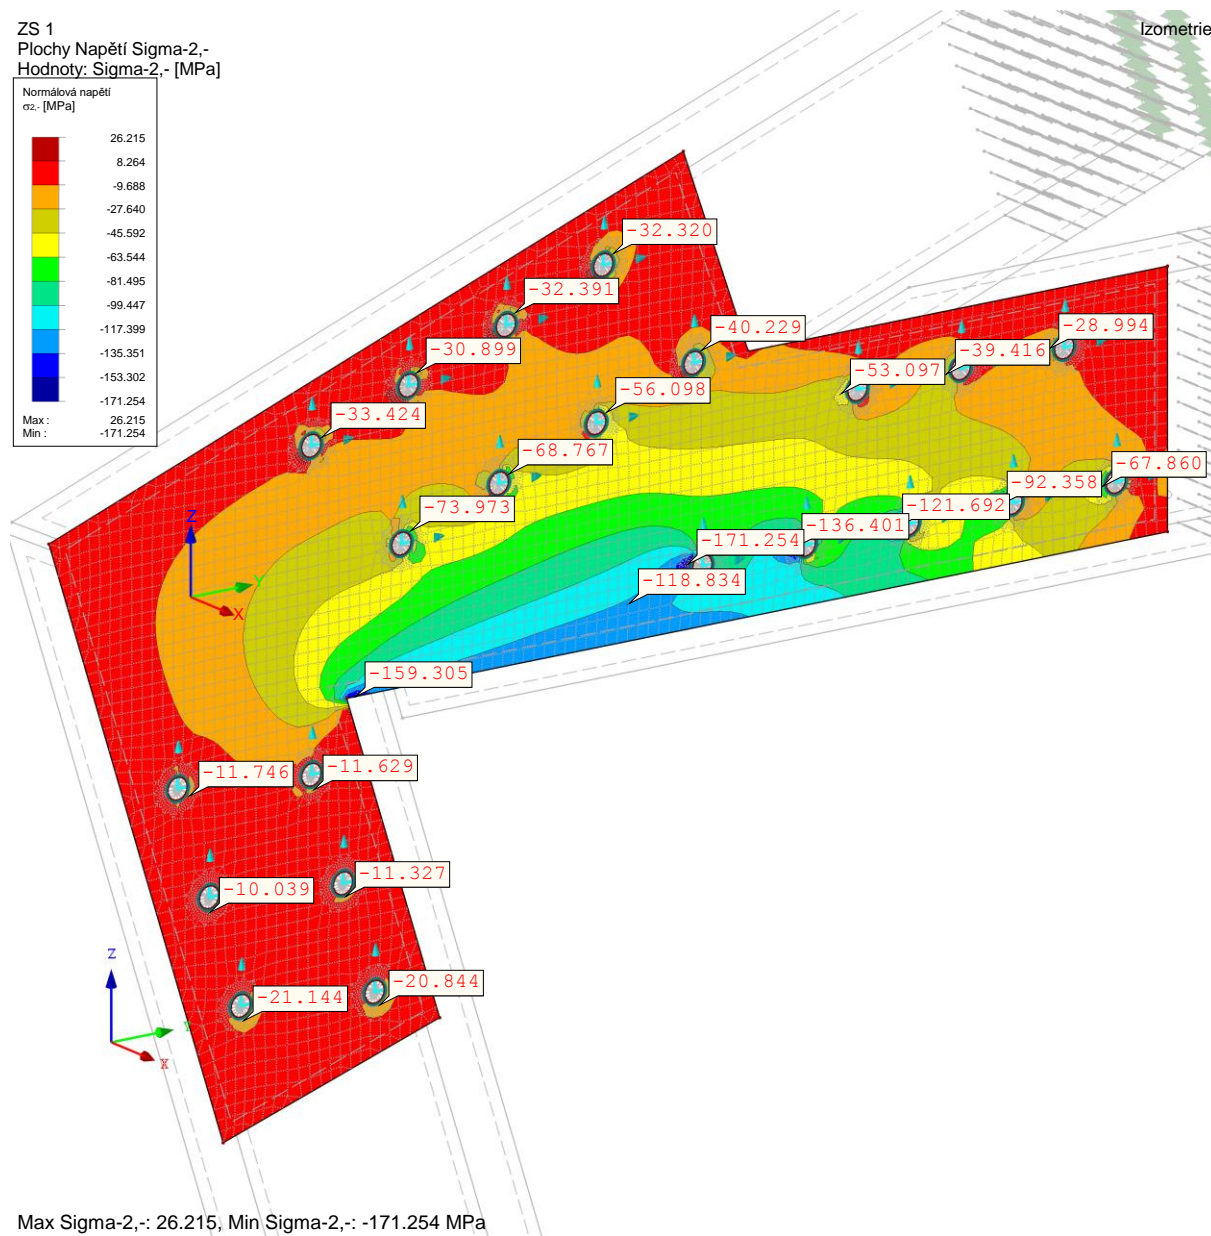 ZS 1
Izometrie
Plochy Napětí Sigma-2,-
Hodnoty: Sigma-2,- [MPa]
Normálová napětí
σ2,- [MPa]
26.215
8.264
-9.688
-27.640
-45.592
-63.544
-81.495
-99.447
-117.399
-135.351
-153.302
-171.254
Max : 26.215
Min : -171.254
-32.320
-32.391
-40.229
-28.994
-30.899
-39.416
-53.097
-56.098
-33.424
-68.767
-67.860
-92.358
-73.973
-121.692
Z
-136.401
-171.254
-118.834
Y
X
-159.305
-11.746
-11.629
-10.039
-11.327
Z
-20.844
-21.144
Y
X
Max Sigma-2,-: 26.215, Min Sigma-2,-: -171.254 MPa